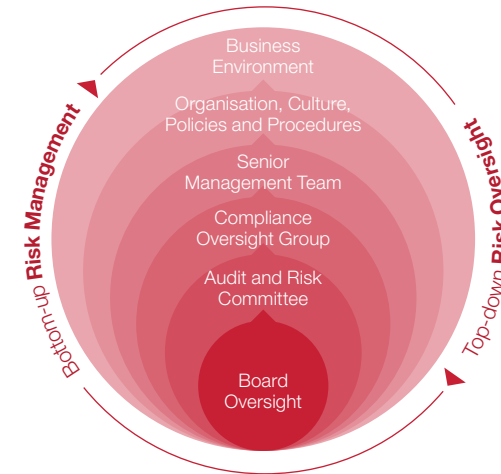 Business
Environment
Organisation, Culture,
Policies and Procedures
Senior
Management Team
Compliance
Oversight Group
Audit and Risk
Committee
Board
Oversight
Bottom-up Risk Management
Top-down Risk Oversight